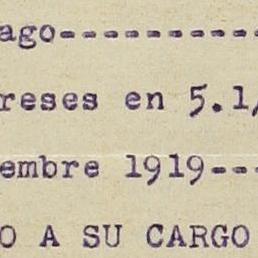 ago---------
reses en 5.1/
embre 1919---
O A SU CARGO